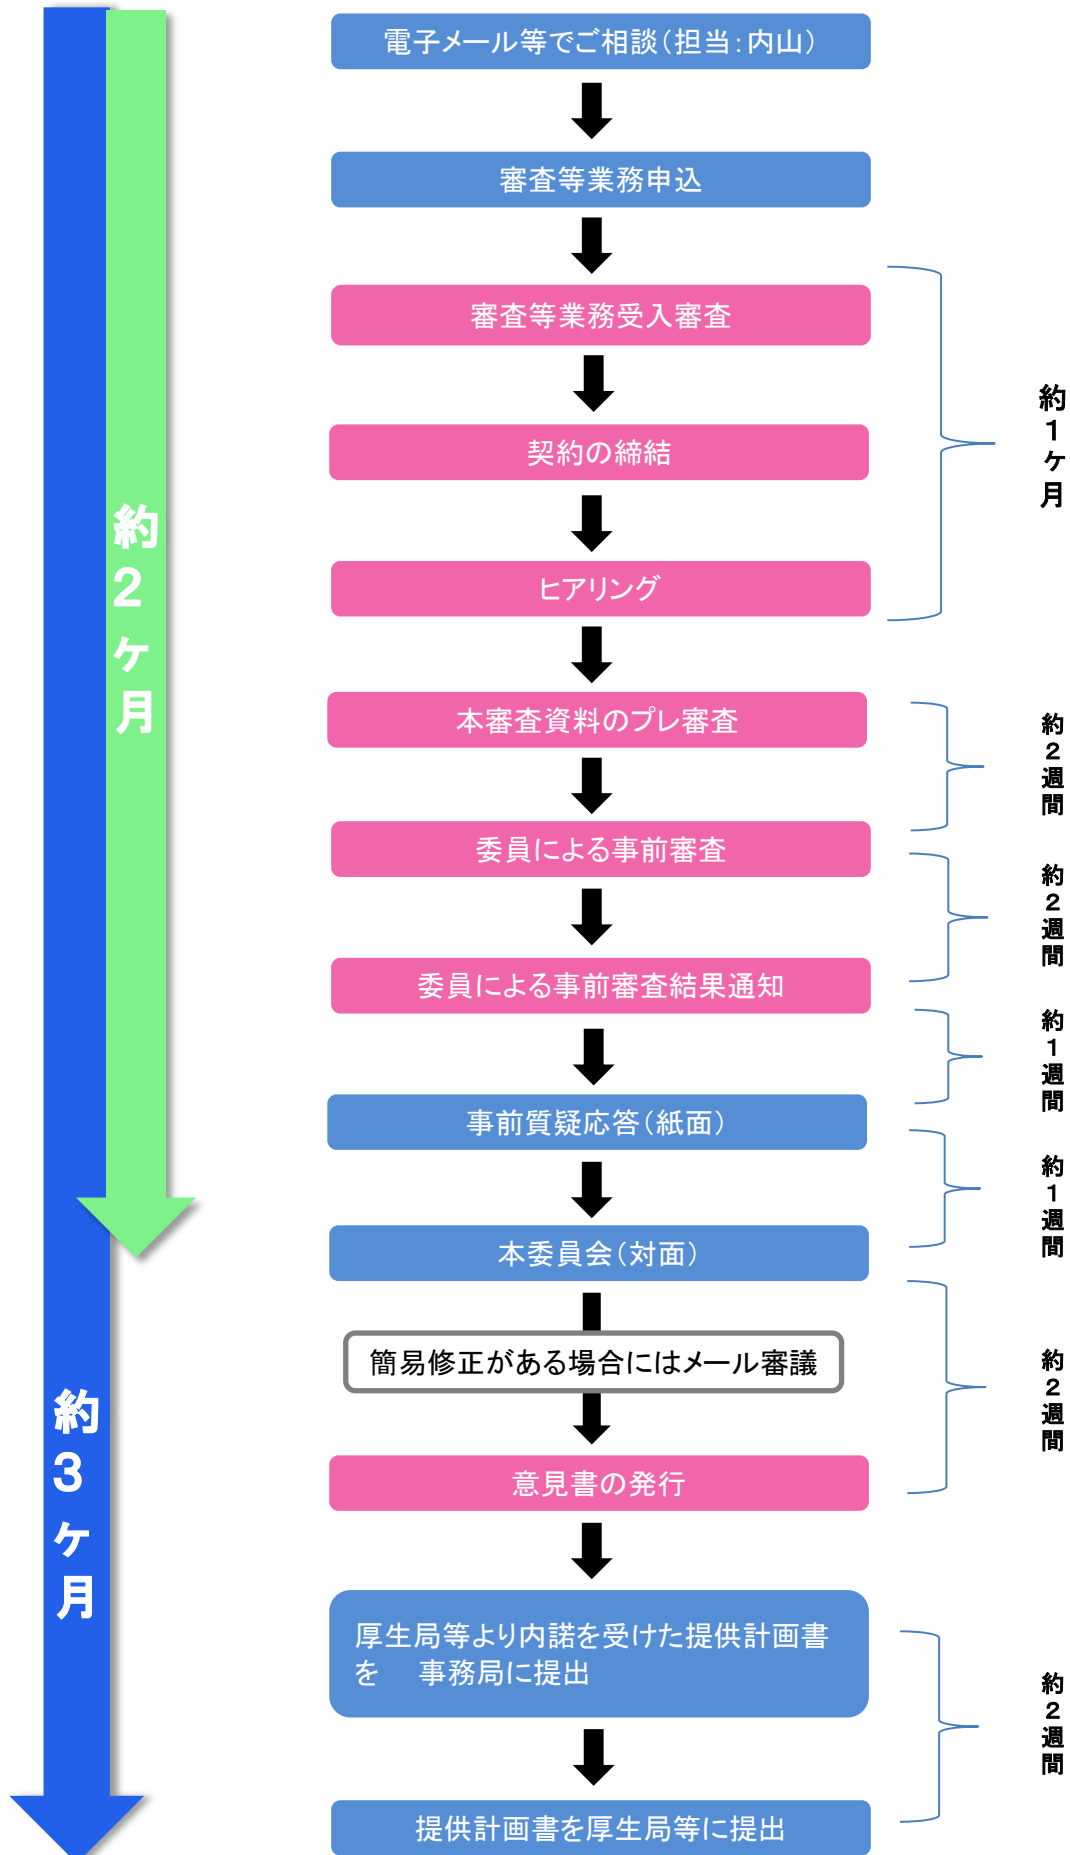 電子メール等でご相談（担当：内山）
審査等業務申込
審査等業務受入審査
契約の締結
ヒアリング
約1ヶ月
本審査資料のプレ審査
約2週間
委員による事前審査
約2週間
委員による事前審査結果通知
約1週間
事前質疑応答（紙面）
約1週間
本委員会（対面）
簡易修正がある場合にはメール審議
約2週間
意見書の発行
厚生局等より内諾を受けた提供計画書
を　事務局に提出
約2週間
提供計画書を厚生局等に提出
約2ヶ月
約3ヶ月